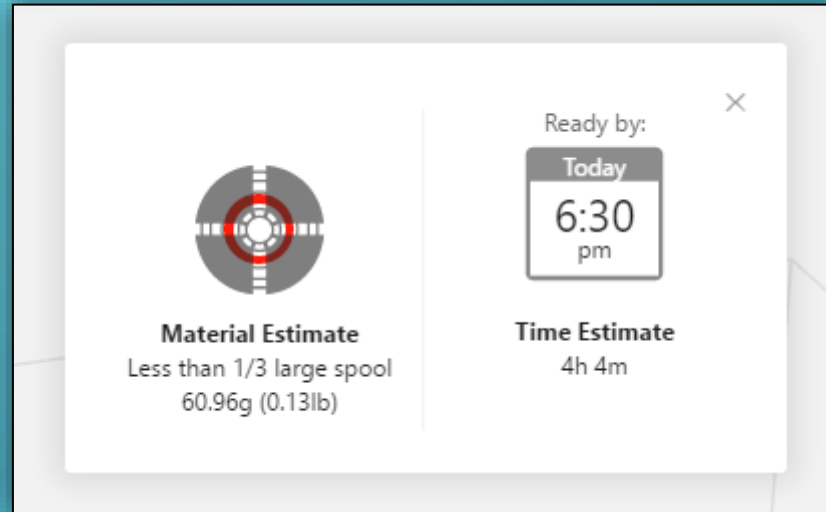 Material Estimate
Less than 1/3 large spool
60.96g (0.13lb)
Ready by:
Today
6:30
pm
Time Estimate
4h 4m